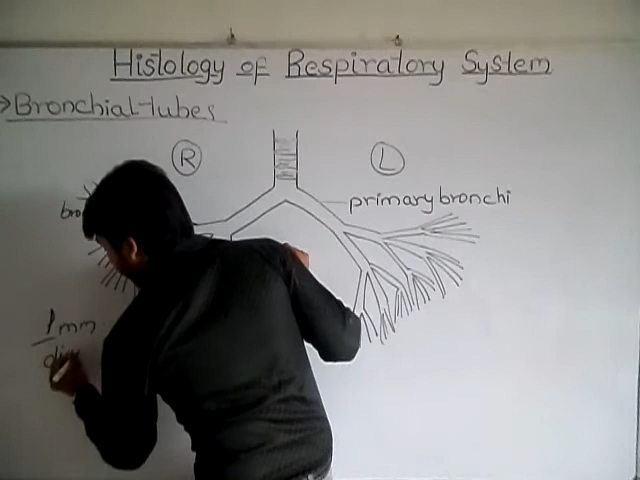 Histology of Respiratory System
→Bronchial tubes
R
L
primary bronchi
1mm